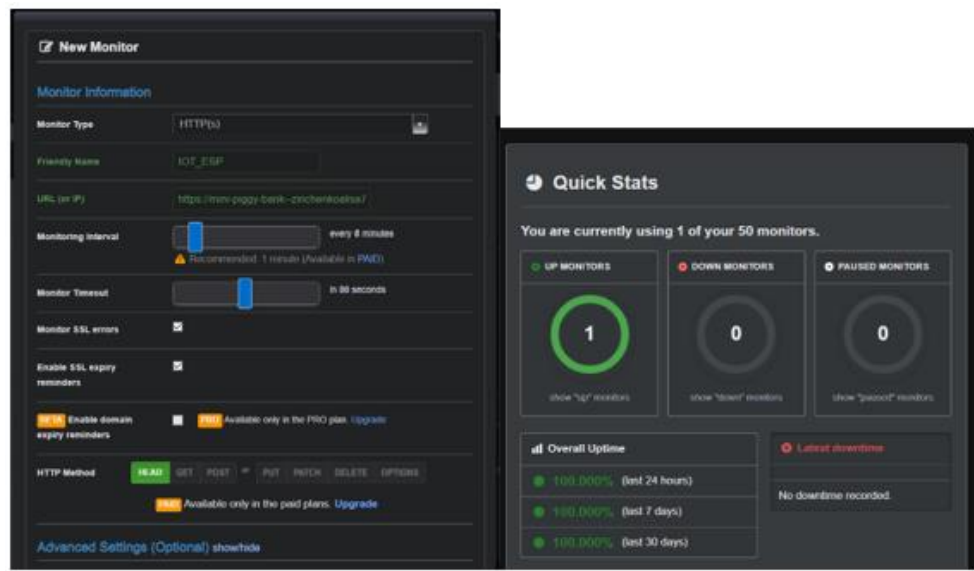 New Monitor
Monitor Information
Monitor Type HTTP(s)
Friendly Name IOT_ESP
URL (or IP)
Monitoring Interval every 8 minutes
Recommended: 1 minute (Available in PAID)
Monitor Timeout in 88 seconds
Monitor SSL errors
Enable SSL expiry
reminders
BETA Enable domain
expiry reminders PRO Available only in the PRO plan. Upgrade
HTTP Method HEAD GET POST PUT PATCH DELETE OPTIONS
PAID Available only in the paid plans. Upgrade
Advanced Settings (Optional) show/hide
Quick Stats
You are currently using 1 of your 50 monitors.
UP MONITORS DOWN MONITORS PAUSED MONITORS
1 0 0
show "up" monitors show "down" monitors show "paused" monitors
Overall Uptime
100.000% (last 24 hours)
100.000% (last 7 days)
100.000% (last 30 days)
Latest downtime
No downtime recorded.